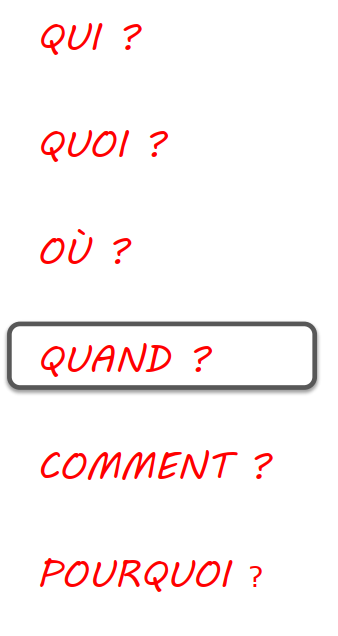 QUI ?
QUOI ?
OÙ ?
QUAND ?
COMMENT ?
POURQUOI ?